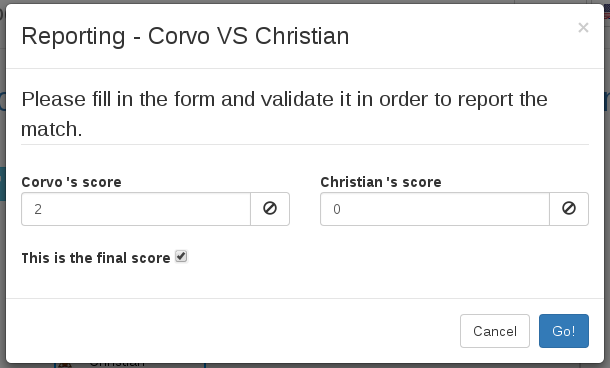 Reporting - Corvo VS Christian
×
Please fill in the form and validate it in order to report the
match.
Corvo 's score
Christian 's score
2
0
This is the final score
Cancel
Go!
Christian